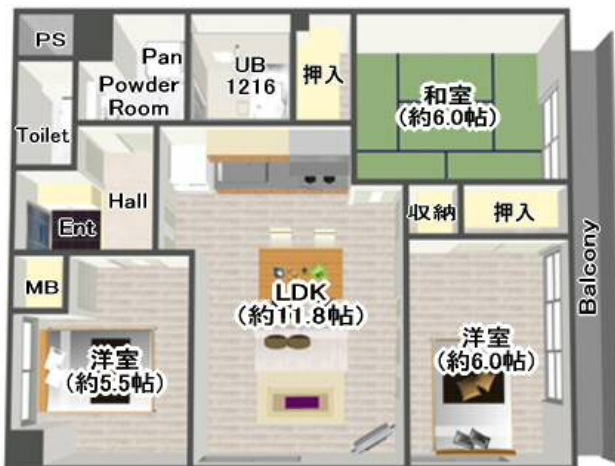 PS
Pan
Powder
Room
UB
1216
押入
和室
(約6.0帖)
Toilet
Hall
Ent
収納
押入
Balcony
MB
LDK
(約11.8帖)
洋室
(約5.5帖)
洋室
(約6.0帖)